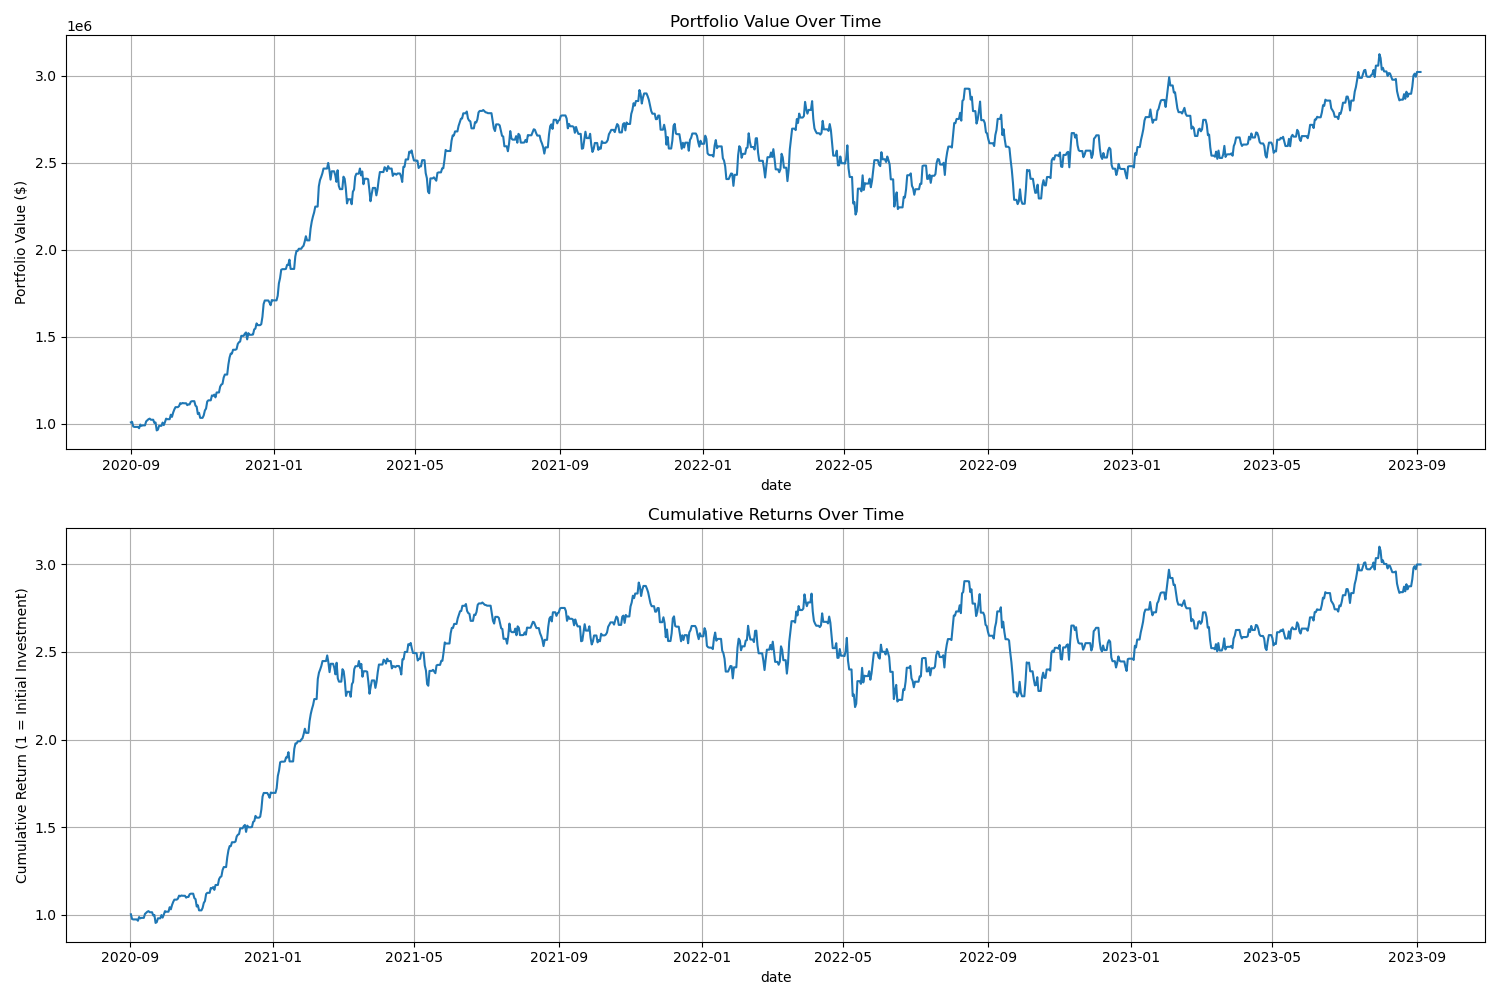 Portfolio Value Over Time
1e6
Portfolio Value ($)
3.0
2.5
2.0
1.5
1.0
2020-09 2021-01 2021-05 2021-09 2022-01 2022-05 2022-09 2023-01 2023-05 2023-09
date
Cumulative Returns Over Time
Cumulative Return (1 = Initial Investment)
3.0
2.5
2.0
1.5
1.0
2020-09 2021-01 2021-05 2021-09 2022-01 2022-05 2022-09 2023-01 2023-05 2023-09
date